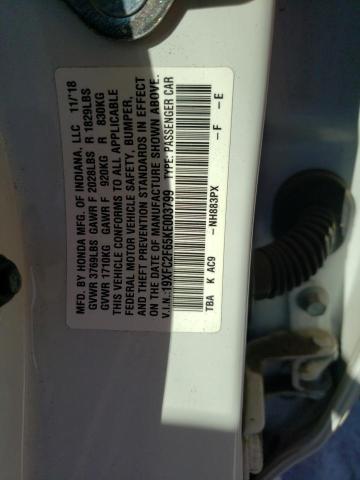 MFD. BY HONDA MFG. OF INDIANA, LLC 11/'18
GVWR 3769LBS GAWR F 2028LBS R 1829LBS
GVWR 1710KG GAWR F 920KG R 830KG
THIS VEHICLE CONFORMS TO ALL APPLICABLE
FEDERAL MOTOR VEHICLE SAFETY, BUMPER,
AND THEFT PREVENTION STANDARDS IN EFFECT
ON THE DATE OF MANUFACTURE SHOWN ABOVE.
V.I.N. 19XFC2F65KE003799 TYPE: PASSENGER CAR
TBA K AC9 -NH883PX -F -E